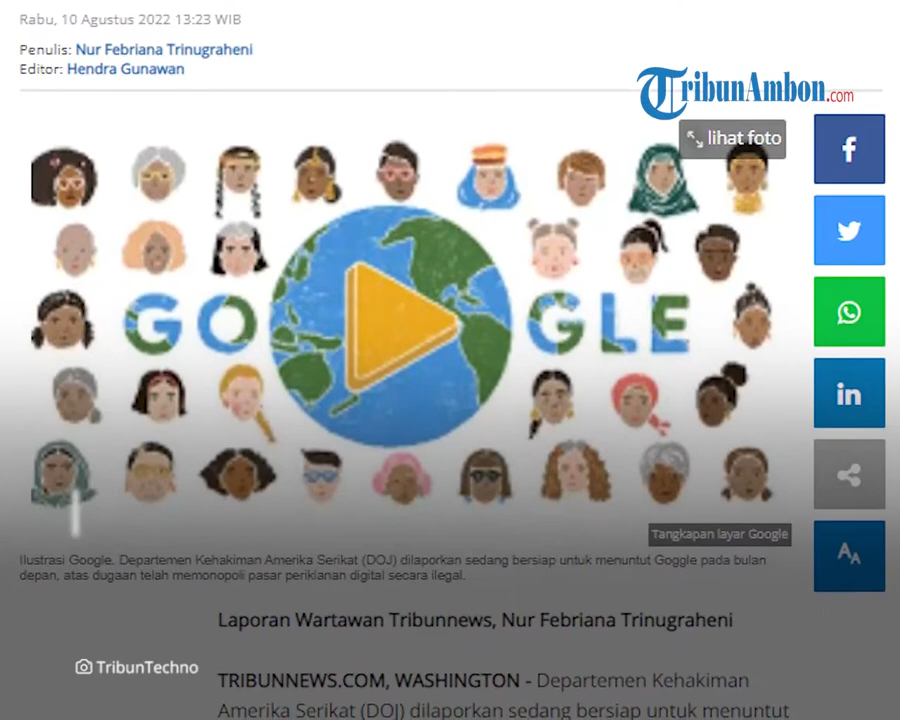 Rabu, 10 Agustus 2022 13:23 WIB
Penulis: Nur Febriana Trinugraheni
Editor: Hendra Gunawan
TribunAmbon.com
lihat foto
GO GLE
Tangkapan layar Google
Ilustrasi Google. Departemen Kehakiman Amerika Serikat (DOJ) dilaporkan sedang bersiap untuk menuntut Goggle pada bulan
depan, atas dugaan telah memonopoli pasar periklanan digital secara ilegal.
Laporan Wartawan Tribunnews, Nur Febriana Trinugraheni
TribunTechno
TRIBUNNEWS.COM, WASHINGTON - Departemen Kehakiman
Amerika Serikat (DOJ) dilaporkan sedang bersiap untuk menuntut
f
in
AA